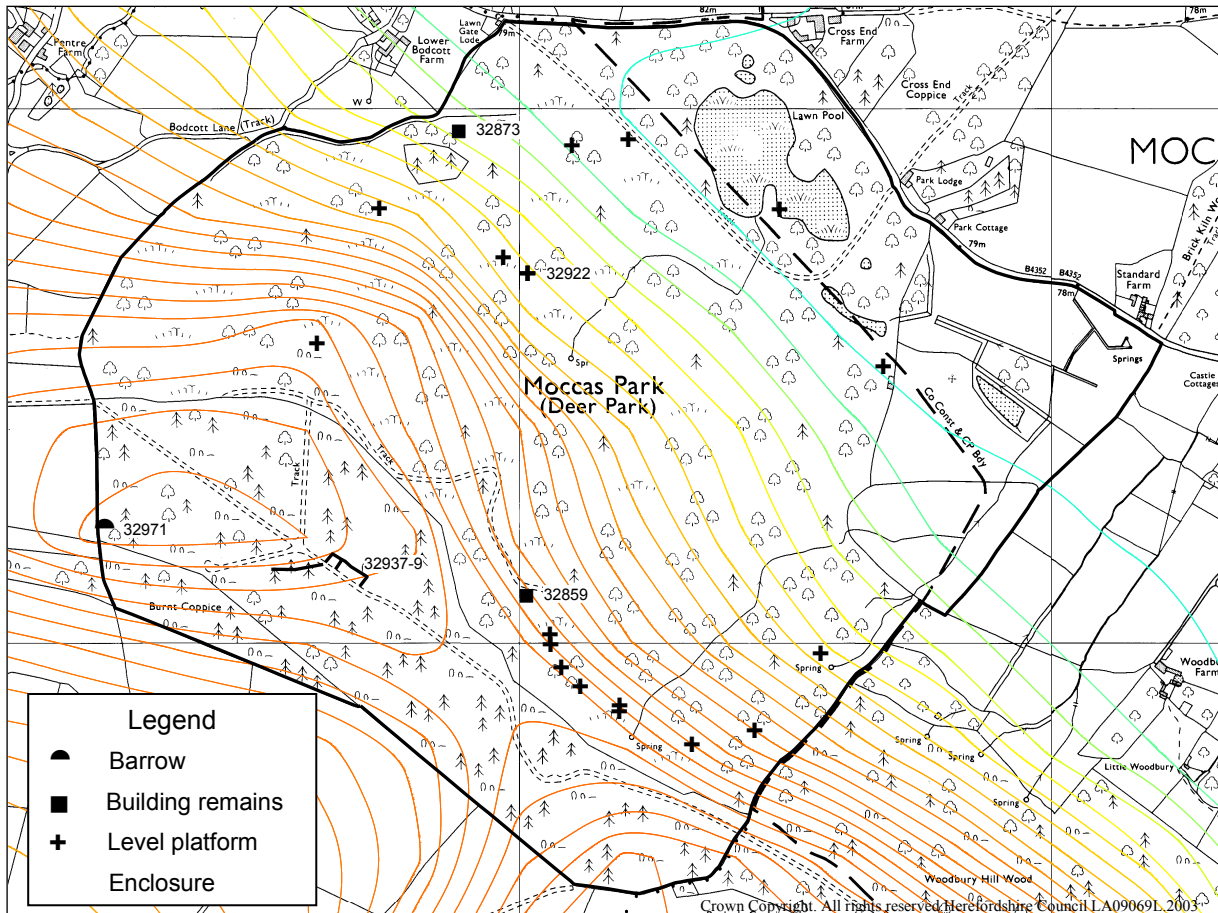 82m
78m
Lawn
Gate
Lode
79m
Pentre
Farm
Lower
Bodcott
Farm
Cross End
Farm
W
Cross End
Coppice
Track
Lawn Pool
Bodcott Lane (Track)
32873
MOC
Park Lodge
Park Cottage
79m
Track
32922
B4352
B4352
78m
Standard
Farm
Spr
Springs
Moccas Park
(Deer Park)
Castle
Cottages
Co Const & CP Bdy
Track
Track
32971
32937-9
32859
Burnt Coppice
Spring
Woodbury
Farm
Spring
Spring
Spring
Little Woodbury
Spring
Legend
Barrow
Building remains
Level platform
Enclosure
Woodbury Hill Wood
Crown Copyright. All rights reserved Herefordshire Council LA09069L 2003